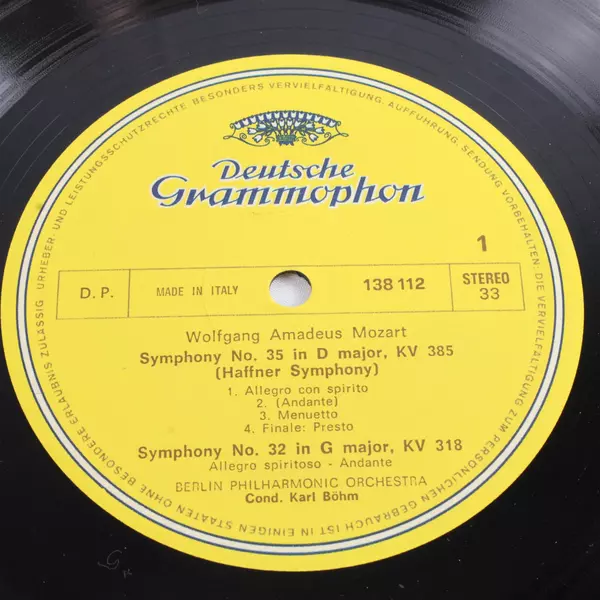 Deutsche
Grammophon
1
D. P.
MADE IN ITALY
138 112
STEREO
33
Wolfgang Amadeus Mozart
Symphony No. 35 in D major, KV 385
(Haffner Symphony)
1. Allegro con spirito
2. (Andante)
3. Menuetto
4. Finale: Presto
Symphony No. 32 in G major, KV 318
Allegro spiritoso - Andante
BERLIN PHILHARMONIC ORCHESTRA
Cond. Karl Böhm
URHEBER- UND LEISTUNGSSCHUTZRECHTE BESONDERS VERVIELFÄLTIGUNG, AUFFÜHRUNG, SENDUNG VORBEHALTEN; DIE VERVIELFÄLTIGUNG ZUM PERSÖNLICHEN GEBRAUCH IST IN EINIGEN STAATEN OHNE BESONDERE ERLAUBNIS ZULÄSSIG